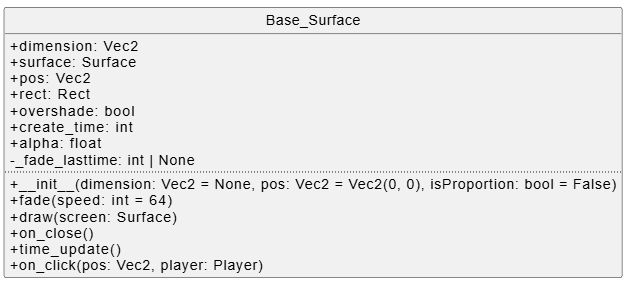 Base_Surface
+dimension: Vec2
+surface: Surface
+pos: Vec2
+rect: Rect
+overshade: bool
+create_time: int
+alpha: float
-_fade_lasttime: int | None
+__init__(dimension: Vec2 = None, pos: Vec2 = Vec2(0, 0), isProportion: bool = False)
+fade(speed: int = 64)
+draw(screen: Surface)
+on_close()
+time_update()
+on_click(pos: Vec2, player: Player)